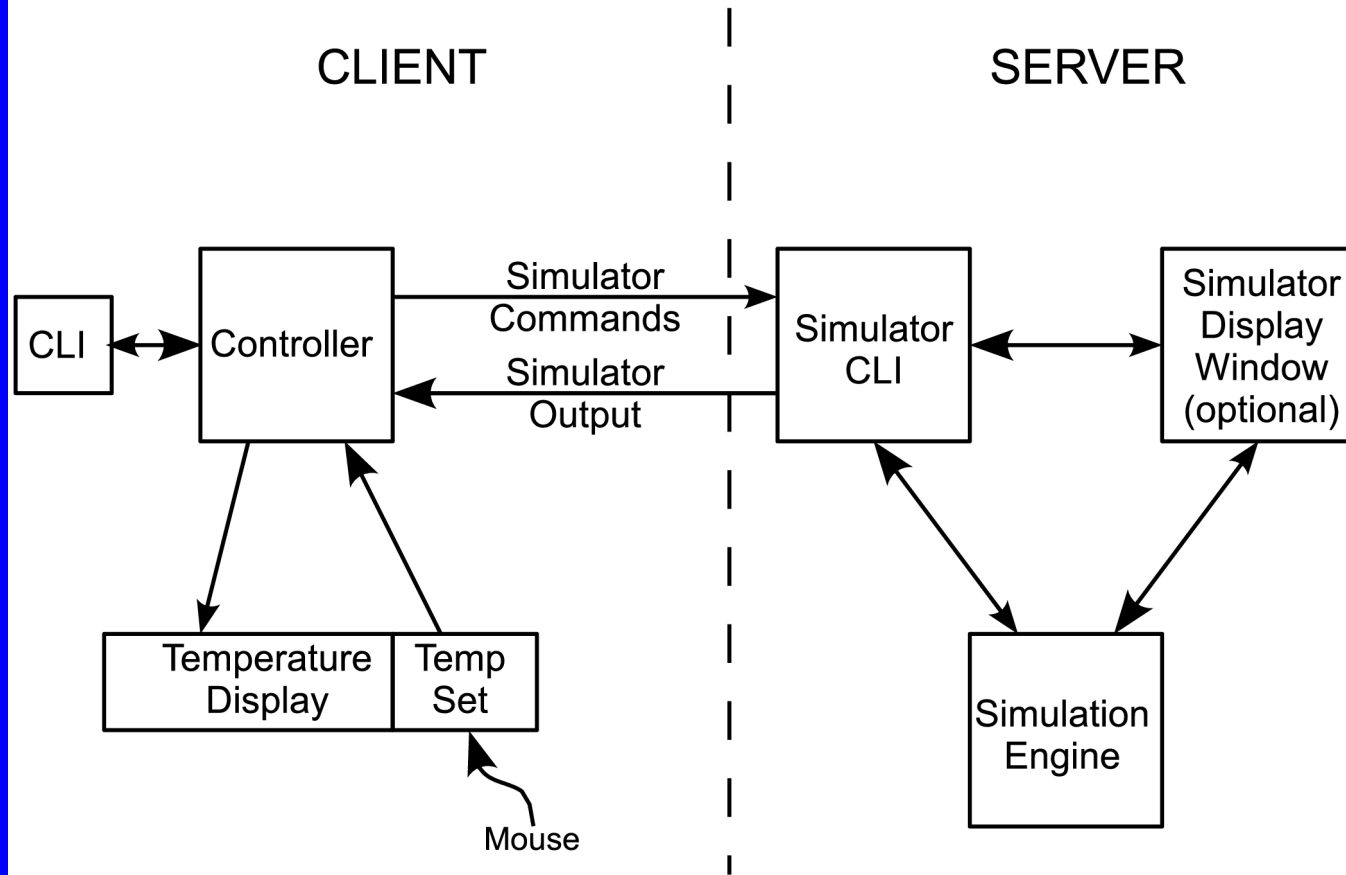 CLIENT
SERVER
CLI
Controller
Simulator
Commands
Simulator
Output
Simulator
CLI
Simulator
Display
Window
(optional)
Temperature
Display
Temp
Set
Simulation
Engine
Mouse